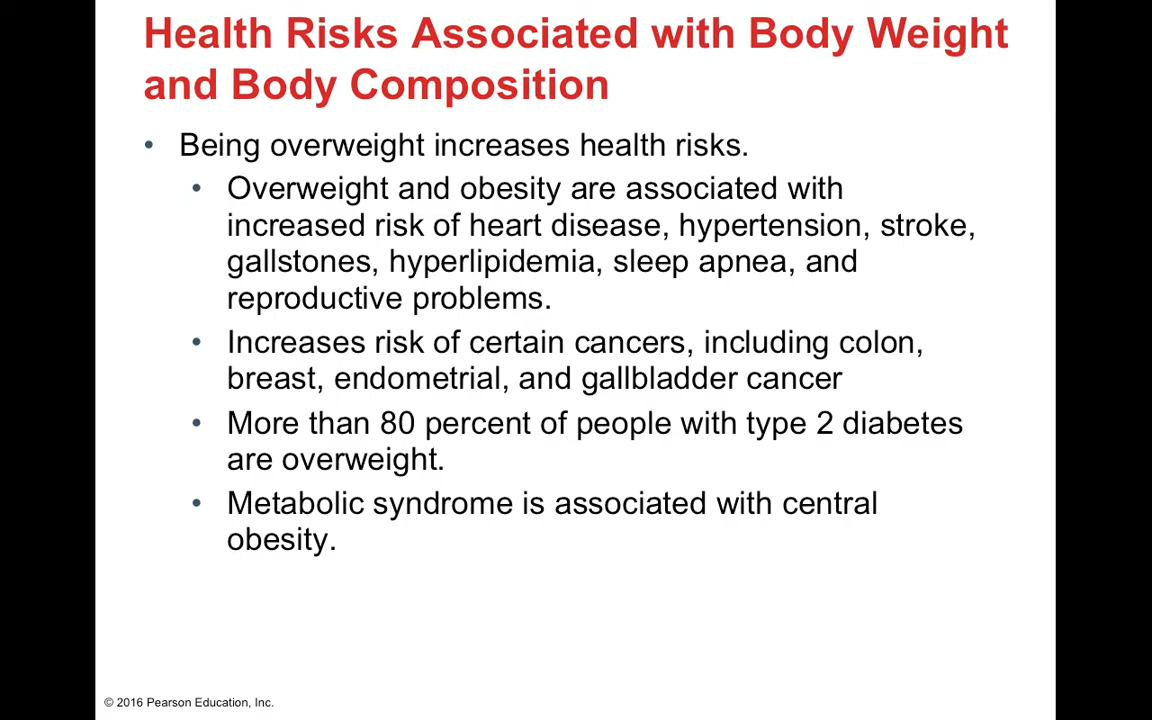 Health Risks Associated with Body Weight
and Body Composition
• Being overweight increases health risks.
• Overweight and obesity are associated with
increased risk of heart disease, hypertension, stroke,
gallstones, hyperlipidemia, sleep apnea, and
reproductive problems.
• Increases risk of certain cancers, including colon,
breast, endometrial, and gallbladder cancer
• More than 80 percent of people with type 2 diabetes
are overweight.
• Metabolic syndrome is associated with central
obesity.
© 2016 Pearson Education, Inc.